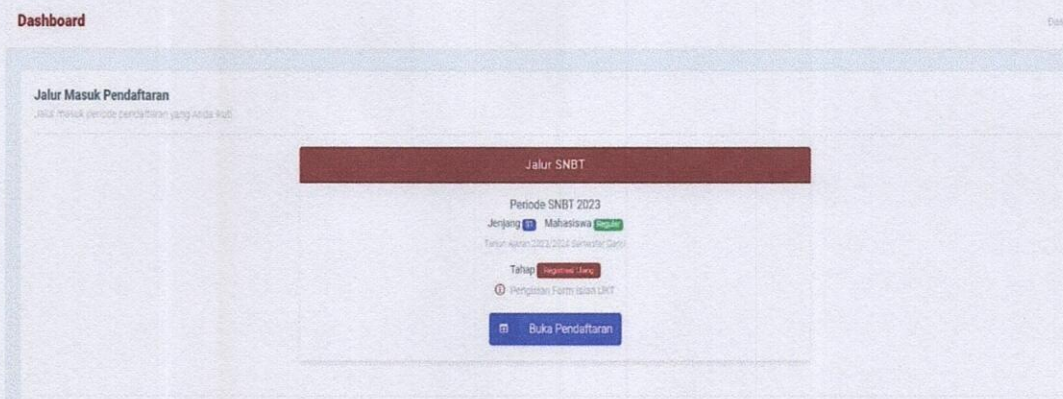 Dashboard
Das
Jalur Masuk Pendaftaran
Jalur masuk periode pendaftaran yang Anda ikuti
Jalur SNBT
Periode SNBT 2023
Jenjang S1 Mahasiswa Reguler
Tahun Ajaran 2023/2024 Semester Ganjil
Tahap Registrasi Ulang
Pengisian Form Isian UKT
Buka Pendaftaran